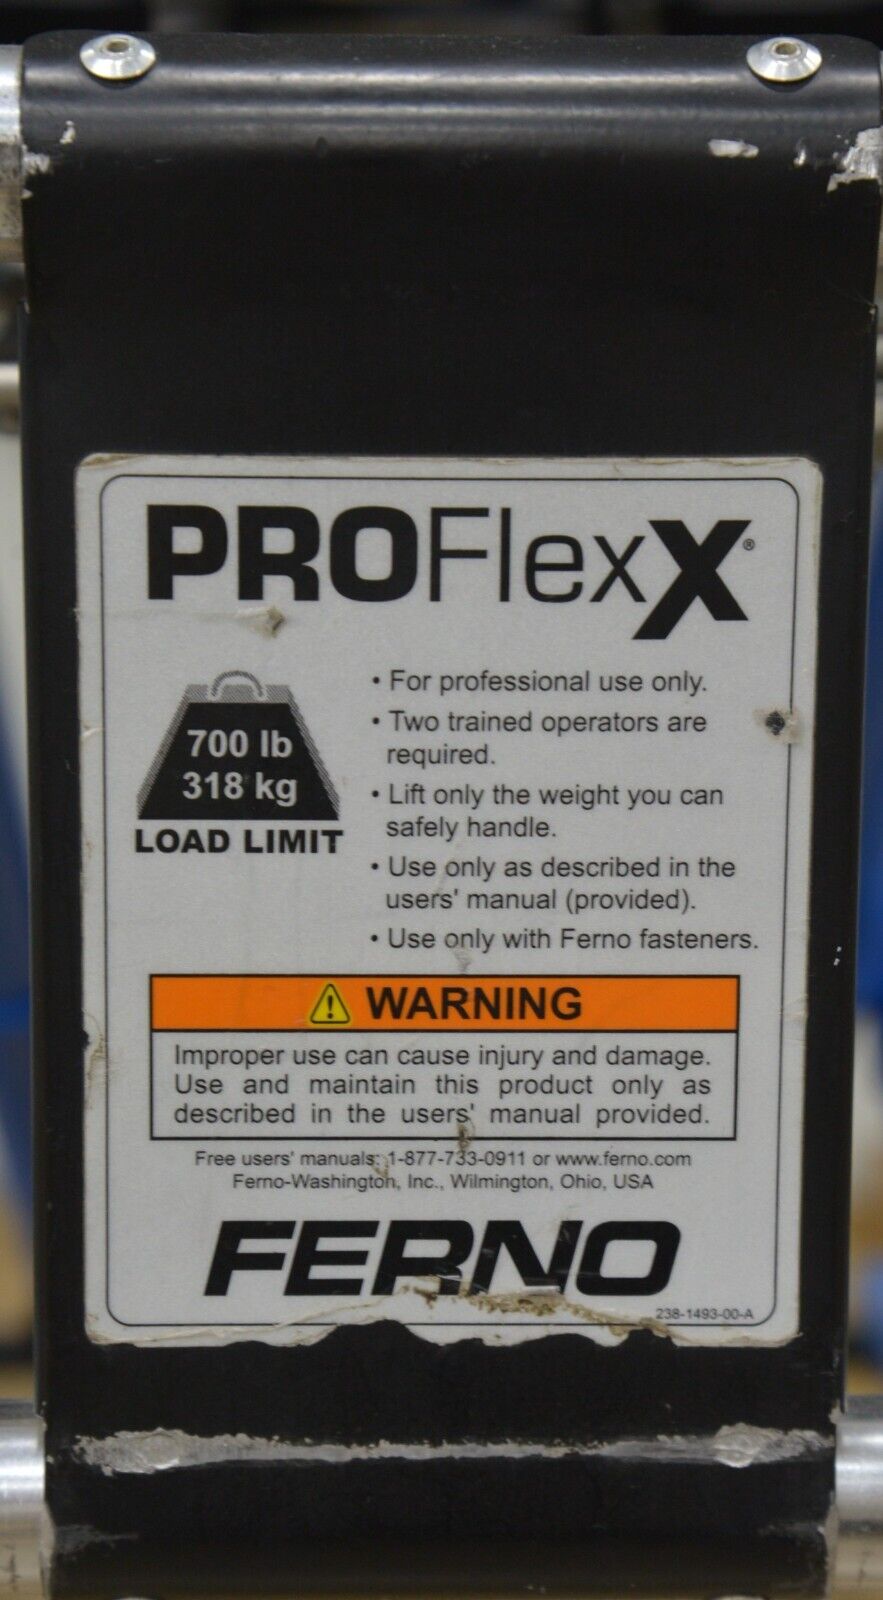 PROFlexX®
700 lb
318 kg
LOAD LIMIT
• For professional use only.
• Two trained operators are
required.
• Lift only the weight you can
safely handle.
• Use only as described in the
users' manual (provided).
• Use only with Ferno fasteners.
WARNING
Improper use can cause injury and damage.
Use and maintain this product only as
described in the users' manual provided.
Free users' manuals: 1-877-733-0911 or www.ferno.com
Ferno-Washington, Inc., Wilmington, Ohio, USA
FERNO
238-1493-00-A